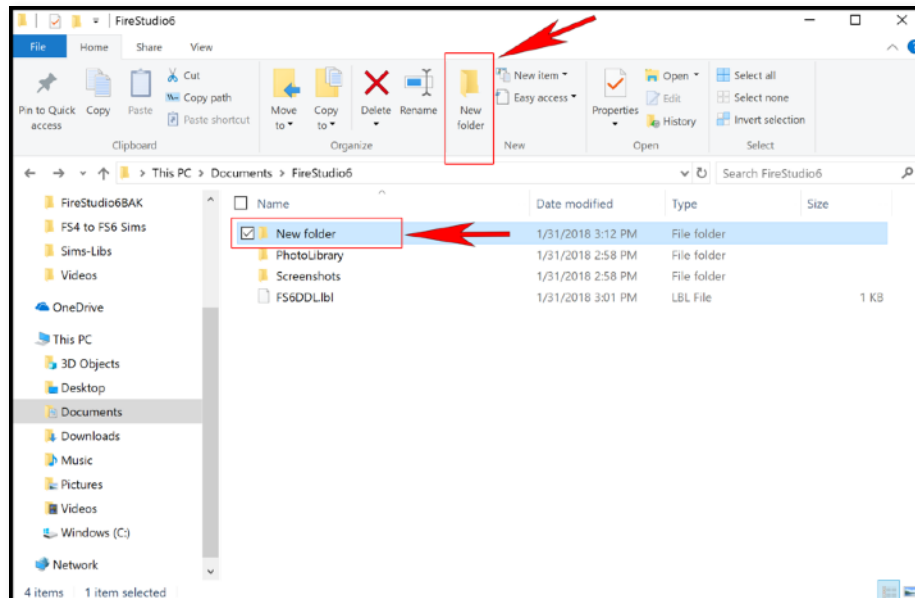 FireStudio6
File Home Share View
Pin to Quick access
Copy
Paste
Cut
Copy path
Paste shortcut
Move to
Copy to
Delete
Rename
New folder
New item
Easy access
Properties
Open
Edit
History
Select all
Select none
Invert selection
Clipboard Organize New Open Select
This PC > Documents > FireStudio6
Search FireStudio6
FireStudio6BAK
FS4 to FS6 Sims
Sims-Libs
Videos
OneDrive
This PC
3D Objects
Desktop
Documents
Downloads
Music
Pictures
Videos
Windows (C:)
Network
Name Date modified Type Size
New folder 1/31/2018 3:12 PM File folder
PhotoLibrary 1/31/2018 2:58 PM File folder
Screenshots 1/31/2018 2:58 PM File folder
FS6DDL.lbl 1/31/2018 3:01 PM LBL File 1 KB
4 items 1 item selected